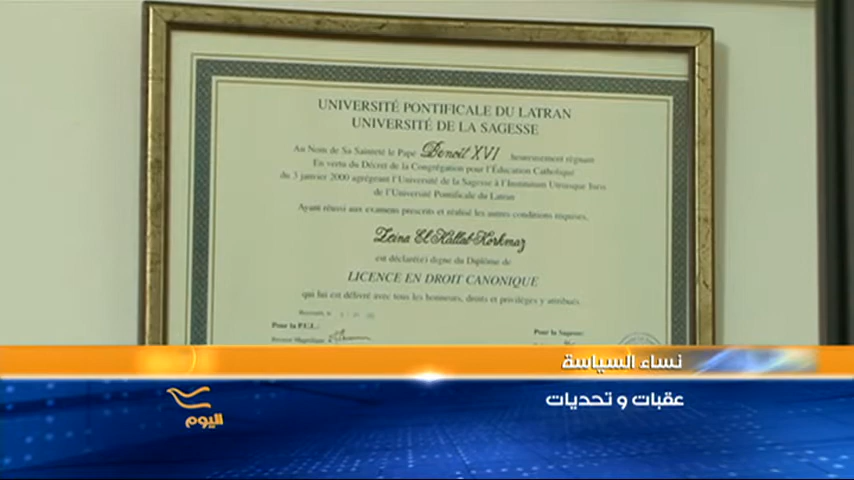 UNIVERSITÉ PONTIFICALE DU LATRAN
UNIVERSITÉ DE LA SAGESSE
Au Nom de Sa Sainteté le Pape Benoît XVI heureusement régnant
En vertu du Décret de la Congrégation pour l'Éducation Catholique
du 3 janvier 2000 agrégeant l'Université de la Sagesse à l'Institutum Utriusque Iuris
de l'Université Pontificale du Latran
Ayant réussi aux examens prescrits et réalisé les autres conditions requises,
Zeina El Hallal-Korkmaz
est déclaré(e) digne du Diplôme de
LICENCE EN DROIT CANONIQUE
qui lui est délivré avec tous les honneurs, droits et privilèges y attribués.
Pour la P.U.L.: Pour la Sagesse:
Recteur Magnifique
نساء السياسة
عقبات و تحديات
اليوم